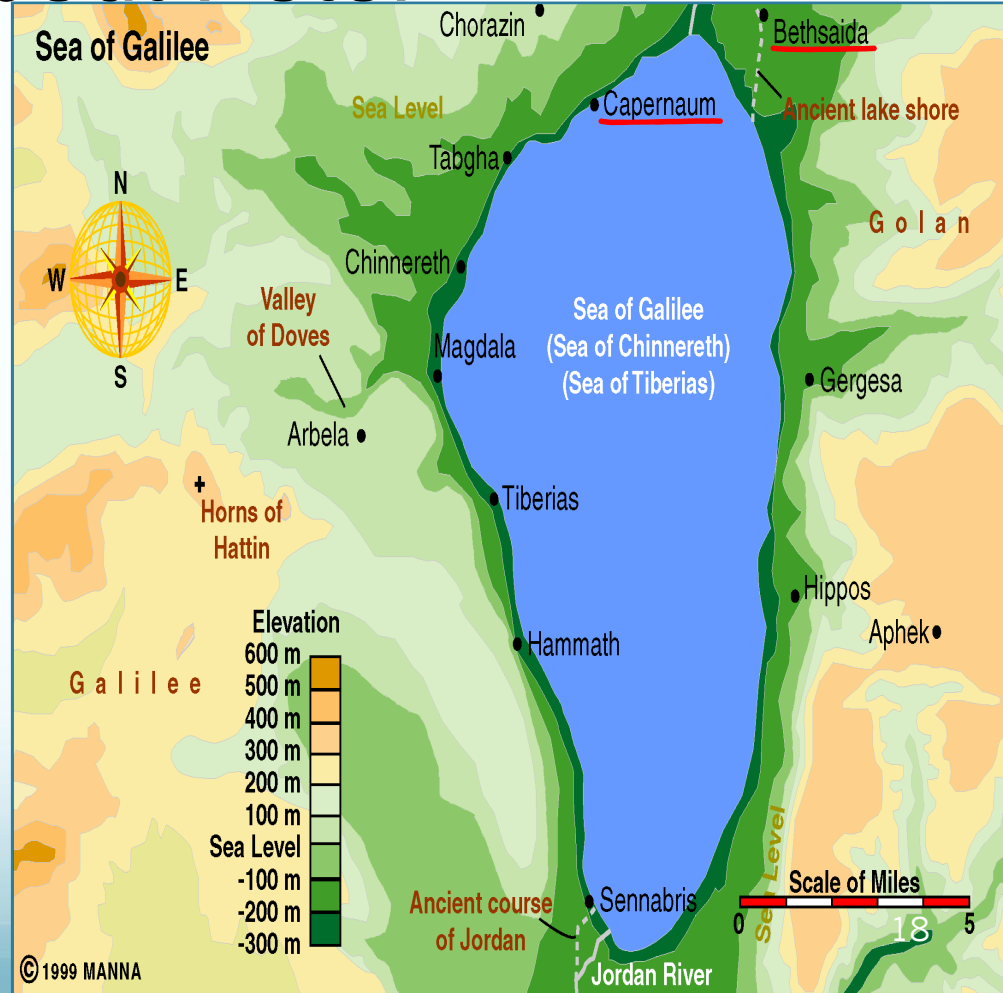 Sea of Galilee
Chorazin
Bethsaida
Sea Level
Capernaum
Ancient lake shore
Tabgha
N
W
E
S
Golan
Chinnereth
Valley
of Doves
Sea of Galilee
(Sea of Chinnereth)
(Sea of Tiberias)
Magdala
Gergesa
Arbela
Tiberias
Horns of
Hattin
Hippos
Aphek
Hammath
Galilee
Elevation
600 m
500 m
400 m
300 m
200 m
100 m
Sea Level
-100 m
-200 m
-300 m
Sea Level
Scale of Miles
0
5
18
Sennabris
Ancient course
of Jordan
Jordan River
© 1999 MANNA